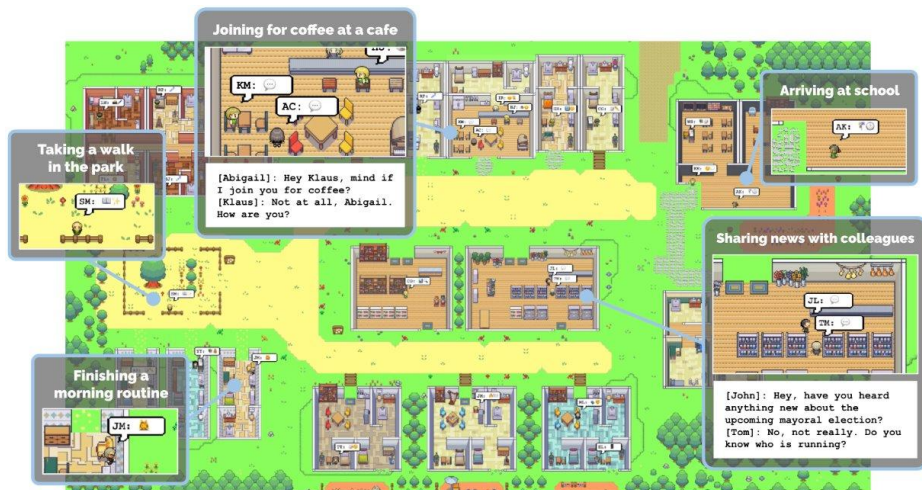 Joining for coffee at a cafe
KM:
AC:
[Abigail]: Hey Klaus, mind if
I join you for coffee?
[Klaus]: Not at all, Abigail.
How are you?
Arriving at school
AK:
Taking a walk
in the park
SM:
Sharing news with colleagues
JL:
TM:
[John]: Hey, have you heard
anything new about the
upcoming mayoral election?
[Tom]: No, not really. Do you
know who is running?
Finishing a
morning routine
JM: